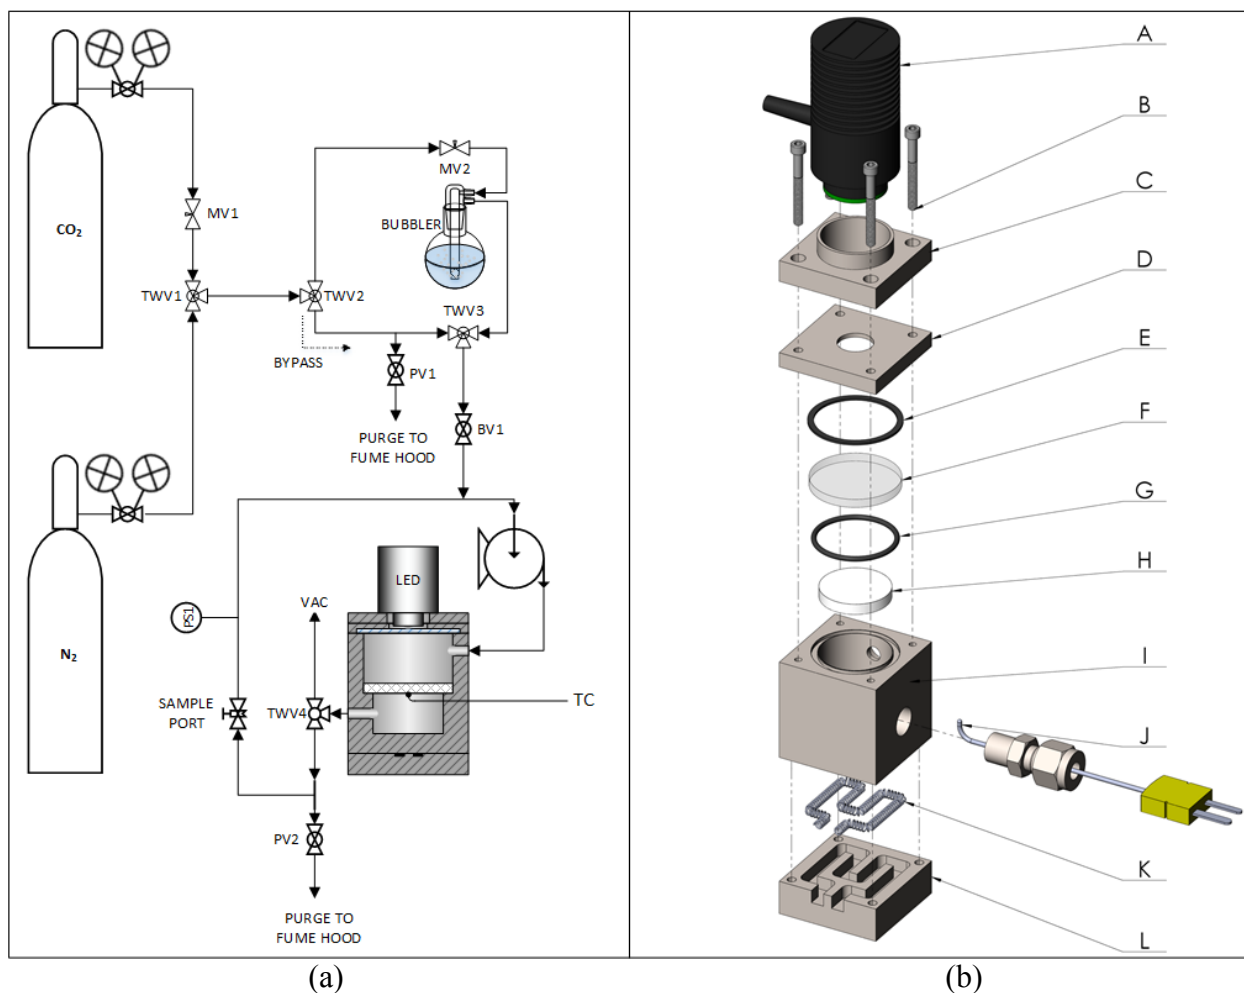 CO₂
MV1
TWV1
TWV2
MV2
BUBBLER
TWV3
BYPASS
PV1
PURGE TO
FUME HOOD
BV1
N₂
LED
VAC
PS1
SAMPLE
PORT
TWV4
TC
PV2
PURGE TO
FUME HOOD
(a)
A
B
C
D
E
F
G
H
I
J
K
L
(b)